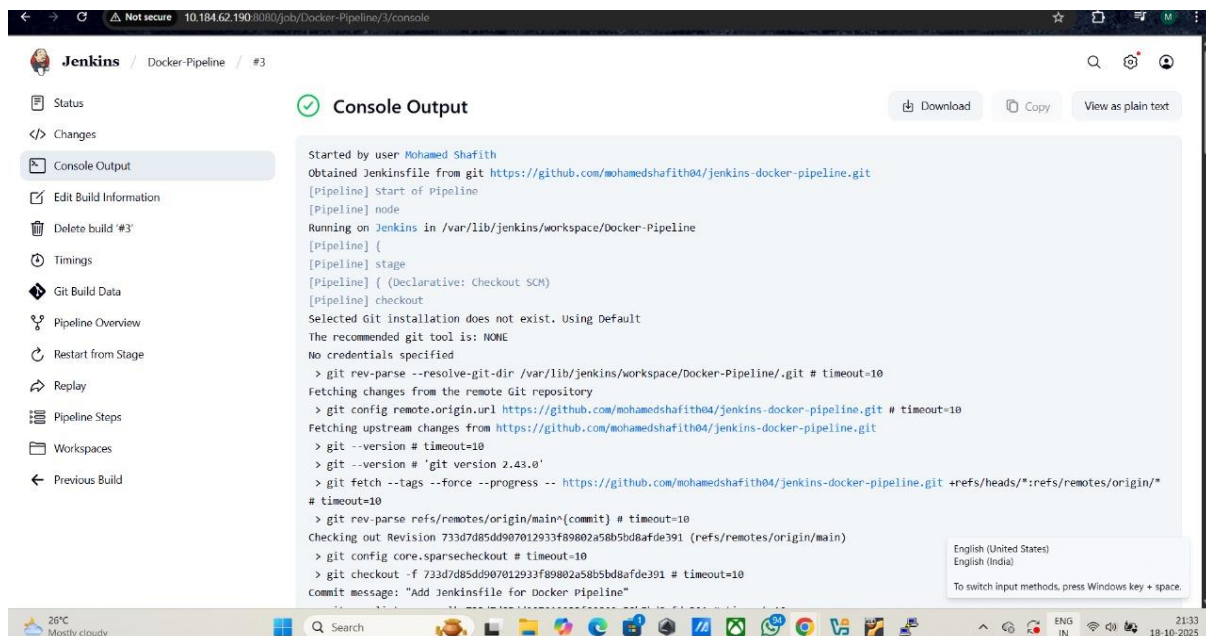 Not secure 10.184.62.190:8080/job/Docker-Pipeline/3/console
M
Jenkins / Docker-Pipeline / #3
Status
Changes
Console Output
Edit Build Information
Delete build '#3'
Timings
Git Build Data
Pipeline Overview
Restart from Stage
Replay
Pipeline Steps
Workspaces
Previous Build
Console Output
Download
Copy
View as plain text
Started by user Mohamed Shafith
Obtained Jenkinsfile from git https://github.com/mohamedshafith04/jenkins-docker-pipeline.git
[Pipeline] Start of Pipeline
[Pipeline] node
Running on Jenkins in /var/lib/jenkins/workspace/Docker-Pipeline
[Pipeline] {
[Pipeline] stage
[Pipeline] { (Declarative: Checkout SCM)
[Pipeline] checkout
Selected Git installation does not exist. Using Default
The recommended git tool is: NONE
No credentials specified
> git rev-parse --resolve-git-dir /var/lib/jenkins/workspace/Docker-Pipeline/.git # timeout=10
Fetching changes from the remote Git repository
> git config remote.origin.url https://github.com/mohamedshafith04/jenkins-docker-pipeline.git # timeout=10
Fetching upstream changes from https://github.com/mohamedshafith04/jenkins-docker-pipeline.git
> git --version # timeout=10
> git --version # 'git version 2.43.0'
> git fetch --tags --force --progress -- https://github.com/mohamedshafith04/jenkins-docker-pipeline.git +refs/heads/*:refs/remotes/origin/*
# timeout=10
> git rev-parse refs/remotes/origin/main^{commit} # timeout=10
Checking out Revision 733d7d85dd907012933f89802a58b5bd8afde391 (refs/remotes/origin/main)
> git config core.sparsecheckout # timeout=10
> git checkout -f 733d7d85dd907012933f89802a58b5bd8afde391 # timeout=10
Commit message: "Add Jenkinsfile for Docker Pipeline"
English (United States)
English (India)
To switch input methods, press Windows key + space.
26°C
Mostly cloudy
Search
94
ENG
IN
21:33
18-10-2025